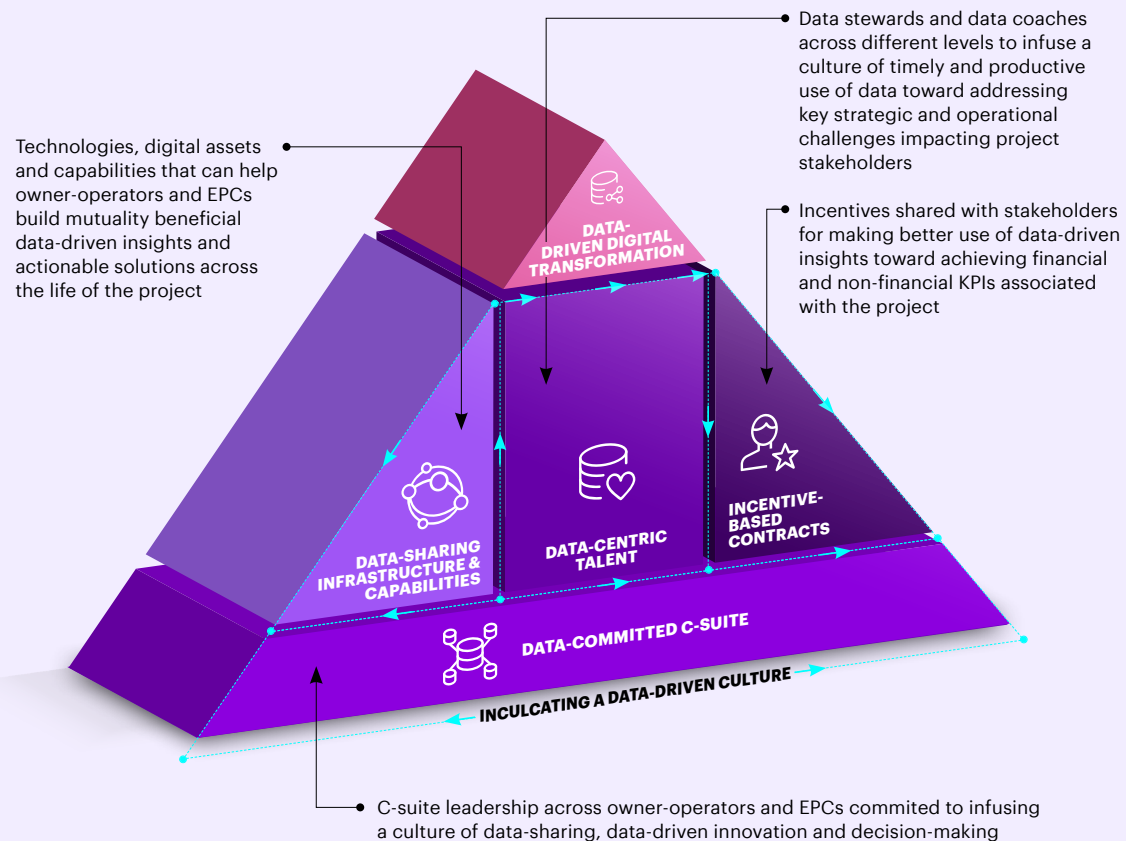 Data stewards and data coaches
across different levels to infuse a
culture of timely and productive
use of data toward addressing
key strategic and operational
challenges impacting project
stakeholders
Technologies, digital assets
and capabilities that can help
owner-operators and EPCs
build mutuality beneficial
data-driven insights and
actionable solutions across
the life of the project
Incentives shared with stakeholders
for making better use of data-driven
insights toward achieving financial
and non-financial KPIs associated
with the project
DATA-
DRIVEN DIGITAL
TRANSFORMATION
DATA-SHARING
INFRASTRUCTURE &
CAPABILITIES
DATA-CENTRIC
TALENT
INCENTIVE-
BASED
CONTRACTS
DATA-COMMITTED C-SUITE
INCULCATING A DATA-DRIVEN CULTURE
C-suite leadership across owner-operators and EPCs commited to infusing
a culture of data-sharing, data-driven innovation and decision-making